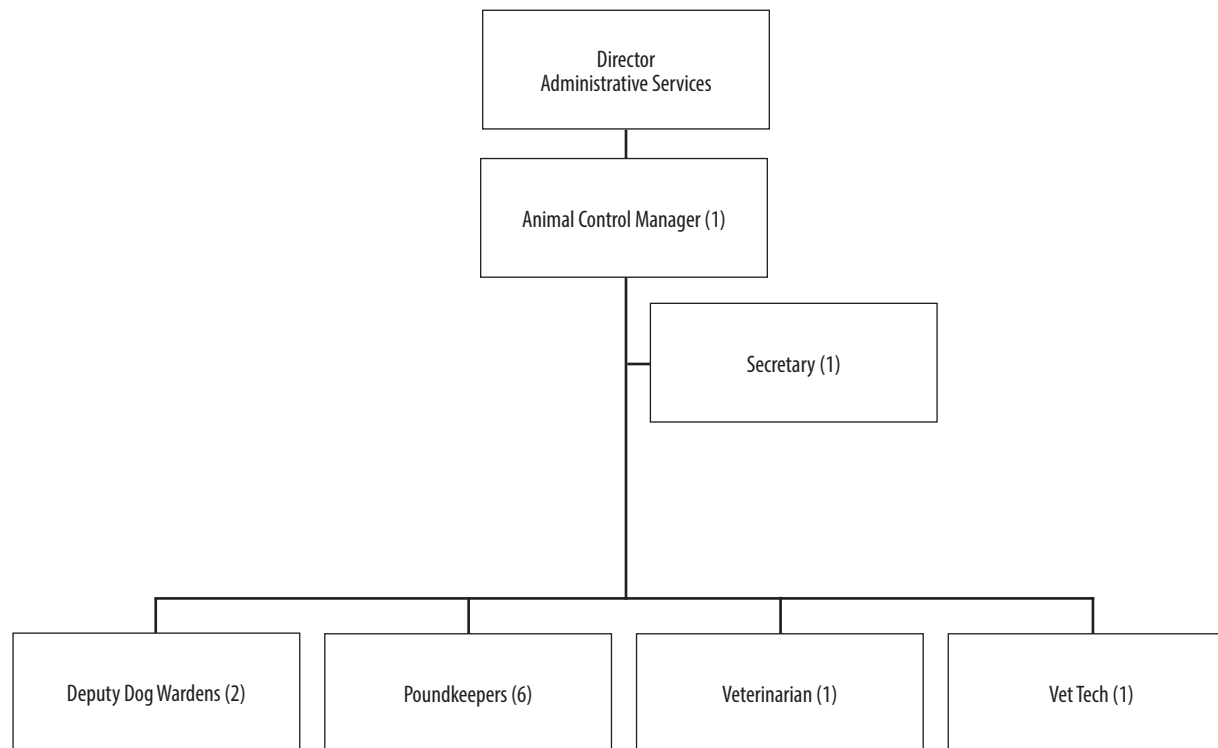 Director
Administrative Services
Animal Control Manager (1)
Secretary (1)
Deputy Dog Wardens (2)
Poundkeepers (6)
Veterinarian (1)
Vet Tech (1)